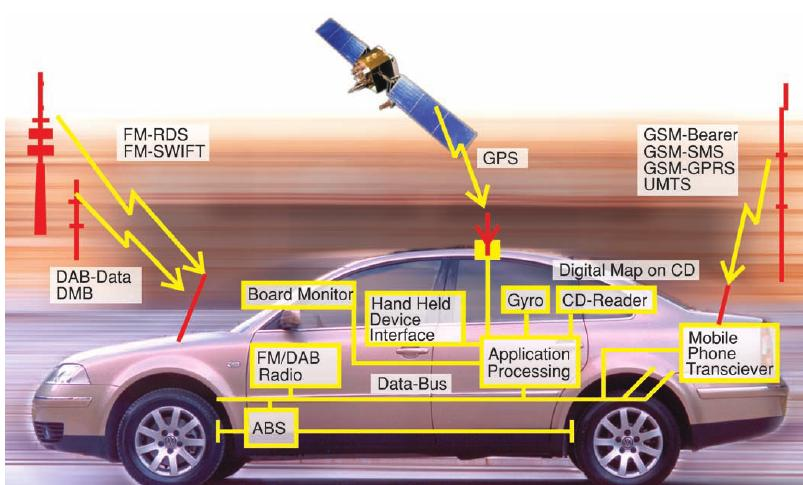 FM-RDS
FM-SWIFT
GPS
GSM-Bearer
GSM-SMS
GSM-GPRS
UMTS
DAB-Data
DMB
Digital Map on CD
Board Monitor
Hand Held
Device
Interface
Gyro
CD-Reader
FM/DAB
Radio
Data-Bus
Application
Processing
Mobile
Phone
Transciever
ABS